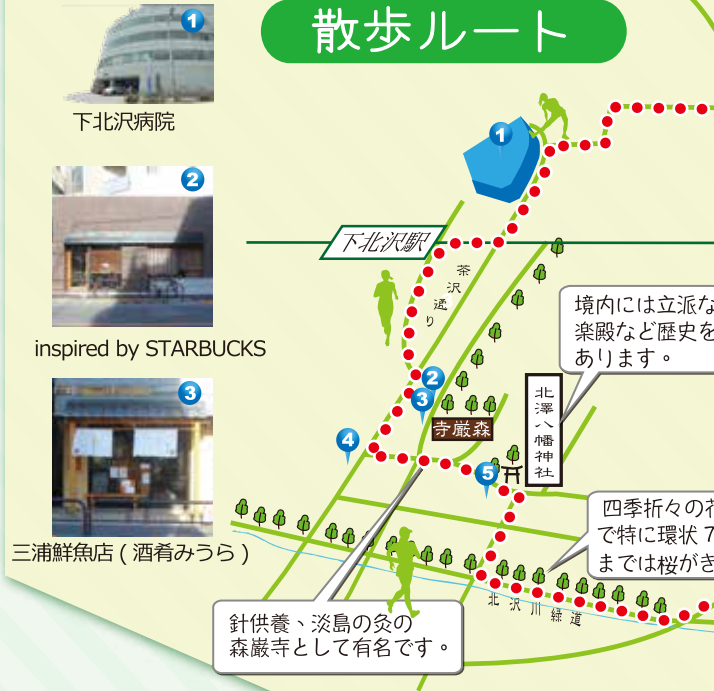 散歩ルート
1
下北沢病院
2
inspired by STARBUCKS
3
三浦鮮魚店 ( 酒肴みうら )
1
下北沢駅
茶沢通り
境内には立派な
楽殿など歴史を
あります。
2
3
寺厳森
北澤八幡神社
4
5
四季折々の花
で特に環状 7
までは桜がき
北沢川緑道
針供養、淡島の灸の
森巌寺として有名です。